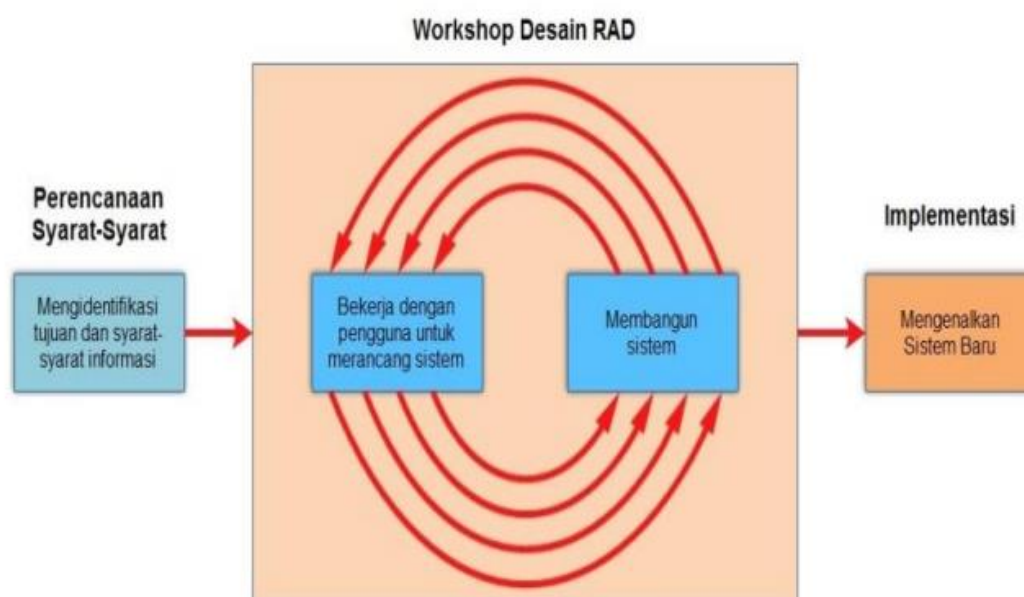 Workshop Desain RAD
Perencanaan
Syarat-Syarat
Mengidentifikasi
tujuan dan syarat-
syarat informasi
Bekerja dengan
pengguna untuk
merancang sistem
Membangun
sistem
Implementasi
Mengenalkan
Sistem Baru